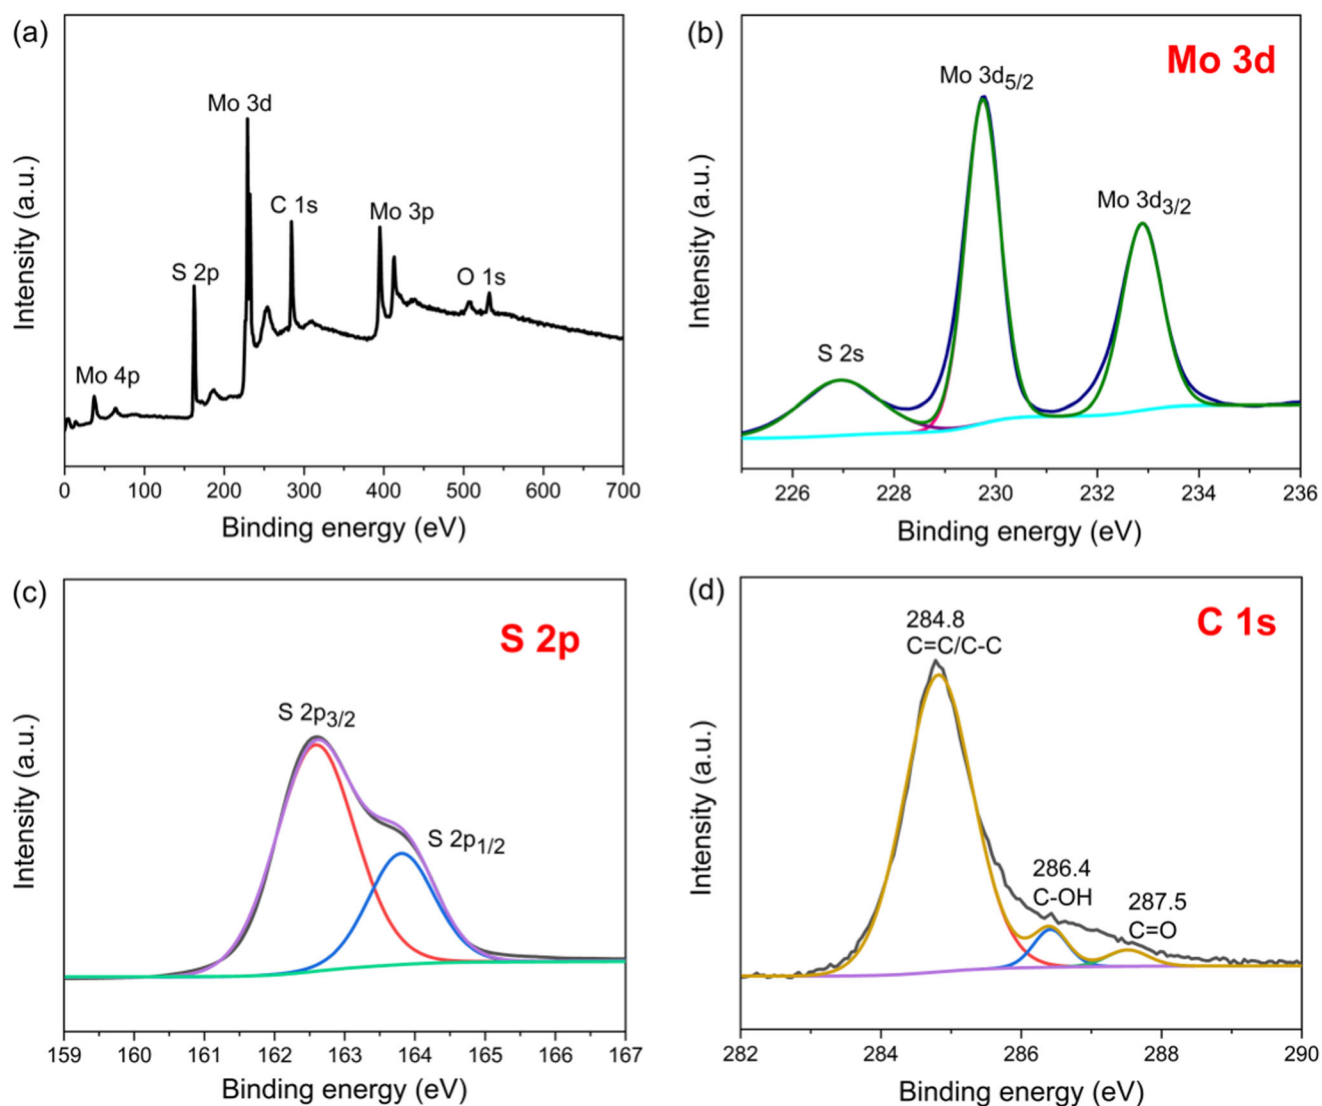 (a)
Mo 3d
C 1s
Mo 3p
S 2p
O 1s
Mo 4p
Intensity (a.u.)
0 100 200 300 400 500 600 700
Binding energy (eV)
(b)
Mo 3d
Mo 3d5/2
Mo 3d3/2
S 2s
Intensity (a.u.)
226 228 230 232 234 236
Binding energy (eV)
(c)
S 2p
S 2p3/2
S 2p1/2
Intensity (a.u.)
159 160 161 162 163 164 165 166 167
Binding energy (eV)
(d)
C 1s
284.8
C=C/C-C
286.4
C-OH
287.5
C=O
Intensity (a.u.)
282 284 286 288 290
Binding energy (eV)